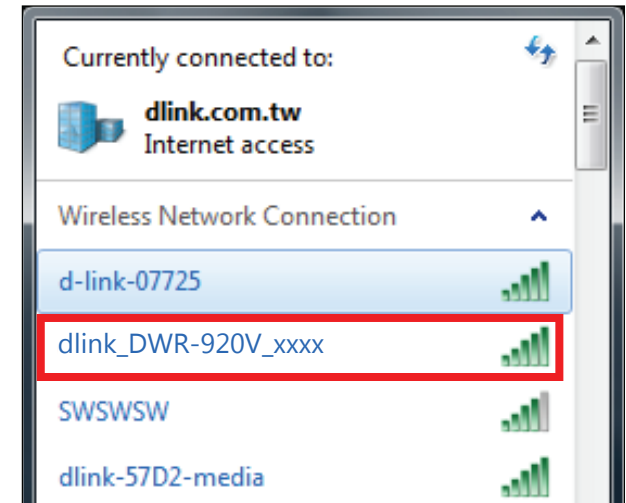 Currently connected to:
dlink.com.tw
Internet access
Wireless Network Connection
d-link-07725
dlink_DWR-920V_xxxx
SWSWSW
dlink-57D2-media